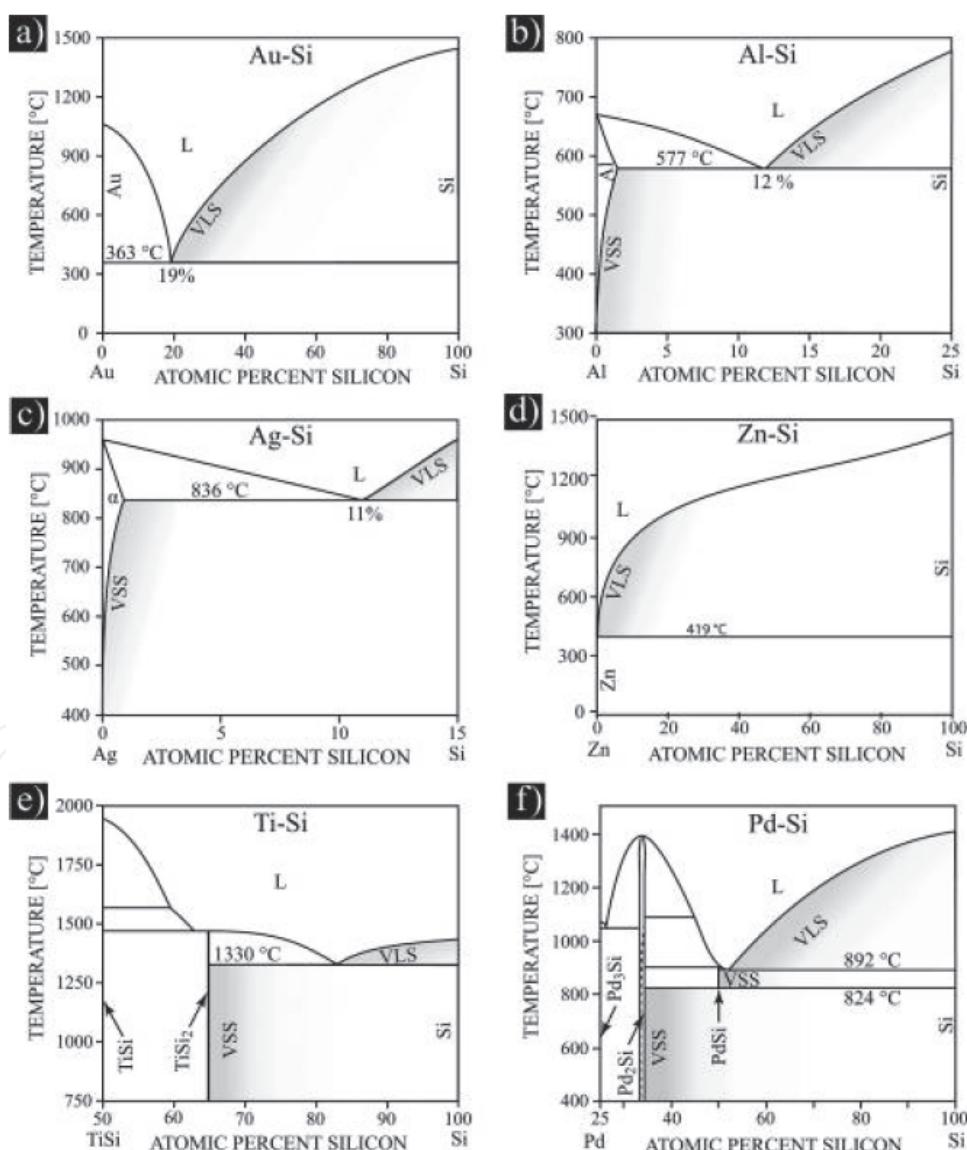 a)
Au-Si
TEMPERATURE [°C]
1500
1200
900
600
300
0
L
Au
VLS
Si
363 °C
19%
0 20 40 60 80 100
Au ATOMIC PERCENT SILICON Si
b)
Al-Si
TEMPERATURE [°C]
800
700
600
500
400
300
L
VLS
577 °C
Al
12 %
Si
VSS
0 5 10 15 20 25
Al ATOMIC PERCENT SILICON Si
c)
Ag-Si
TEMPERATURE [°C]
1000
900
800
700
600
500
400
L
VLS
α
836 °C
11%
VSS
0 5 10 15
Ag ATOMIC PERCENT SILICON Si
d)
Zn-Si
TEMPERATURE [°C]
1500
1200
900
600
300
0
L
VLS
Si
419 °C
Zn
0 20 40 60 80 100
Zn ATOMIC PERCENT SILICON Si
e)
Ti-Si
TEMPERATURE [°C]
2000
1750
1500
1250
1000
750
L
1330 °C
VLS
TiSi
TiSi2
VSS
Si
50 60 70 80 90 100
TiSi ATOMIC PERCENT SILICON Si
f)
Pd-Si
TEMPERATURE [°C]
1400
1200
1000
800
600
400
L
VLS
892 °C
VSS
824 °C
Pd3Si
Pd2Si
VSS
PdSi
Si
25 40 60 80 100
Pd ATOMIC PERCENT SILICON Si